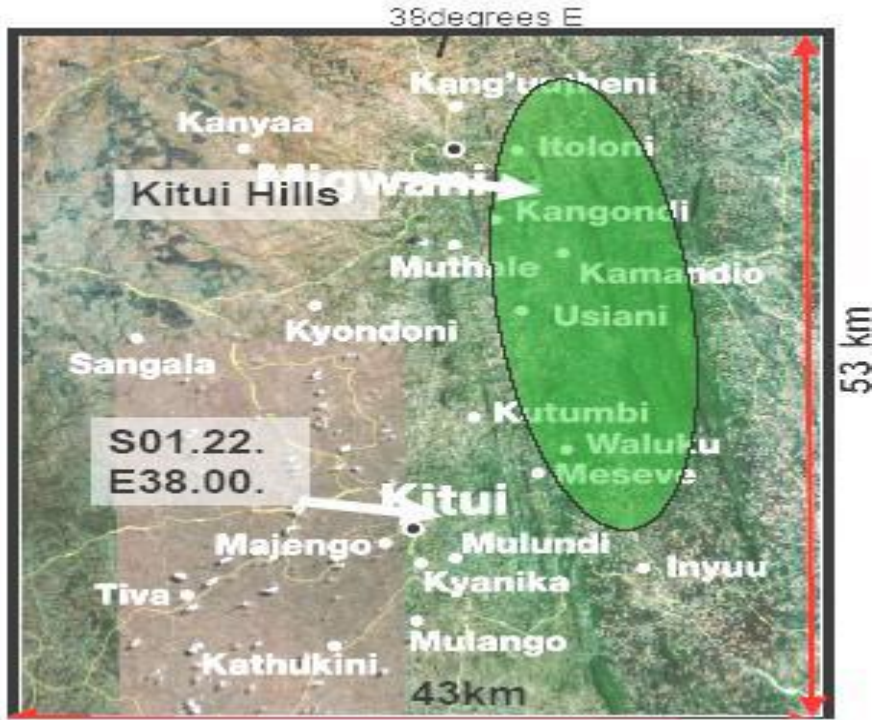 38degrees E
Kang'undheni
Kanyaa
Itoloni
Migwani
Kitui Hills
Kangondi
Muthale
Kamandio
Usiani
Kyondoni
Sangala
Kutumbi
S01.22.
E38.00.
Waluku
Meseve
Kitui
Majengo
Mulundi
Inyuu
Kyanika
Tiva
Mulango
Kathukini
43km
53 km